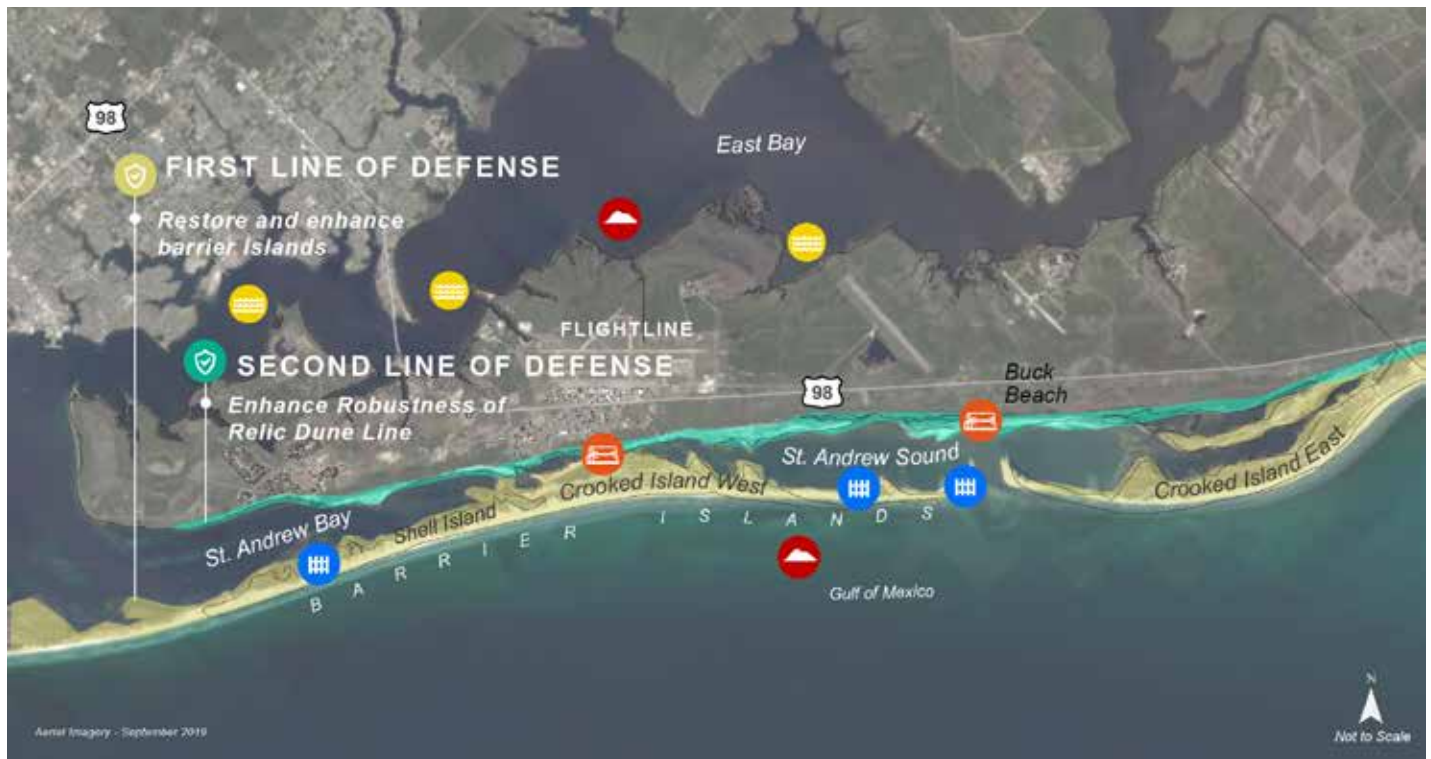 98
East Bay
FIRST LINE OF DEFENSE
Restore and enhance
barrier islands
FLIGHTLINE
SECOND LINE OF DEFENSE
Enhance Robustness of
Relic Dune Line
98
Buck
Beach
St. Andrew Sound
Crooked Island West
Crooked Island East
Shell Island
St. Andrew Bay
BARRIER ISLANDS
Gulf of Mexico
N
Aerial Imagery - September 2019
Not to Scale